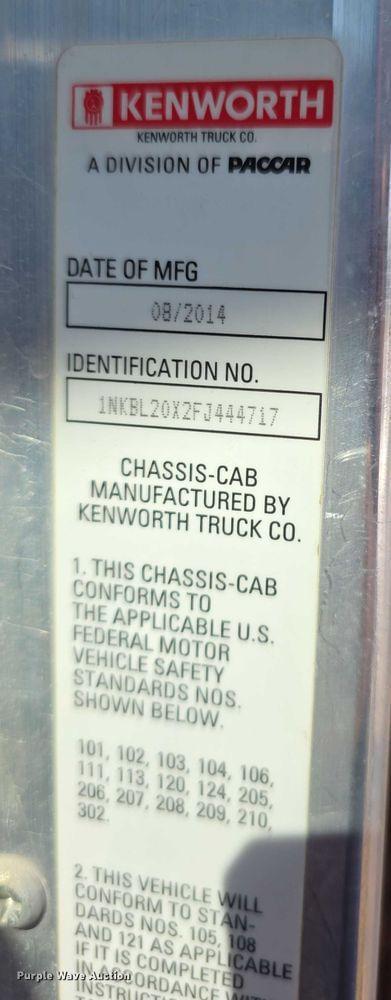 KENWORTH
KENWORTH TRUCK CO.
A DIVISION OF PACCAR
DATE OF MFG
08/2014
IDENTIFICATION NO.
1NKBL20X2FJ444717
CHASSIS-CAB
MANUFACTURED BY
KENWORTH TRUCK CO.
1. THIS CHASSIS-CAB
CONFORMS TO
THE APPLICABLE U.S.
FEDERAL MOTOR
VEHICLE SAFETY
STANDARDS NOS.
SHOWN BELOW.
101, 102, 103, 104, 106,
111, 113, 120, 124, 205,
206, 207, 208, 209, 210,
302.
2. THIS VEHICLE WILL
CONFORM TO STAN-
DARDS NOS. 105, 108
AND 121 AS APPLICABLE
IF IT IS COMPLETED
IN ACCORDANCE WITH
Purple Wave Auction